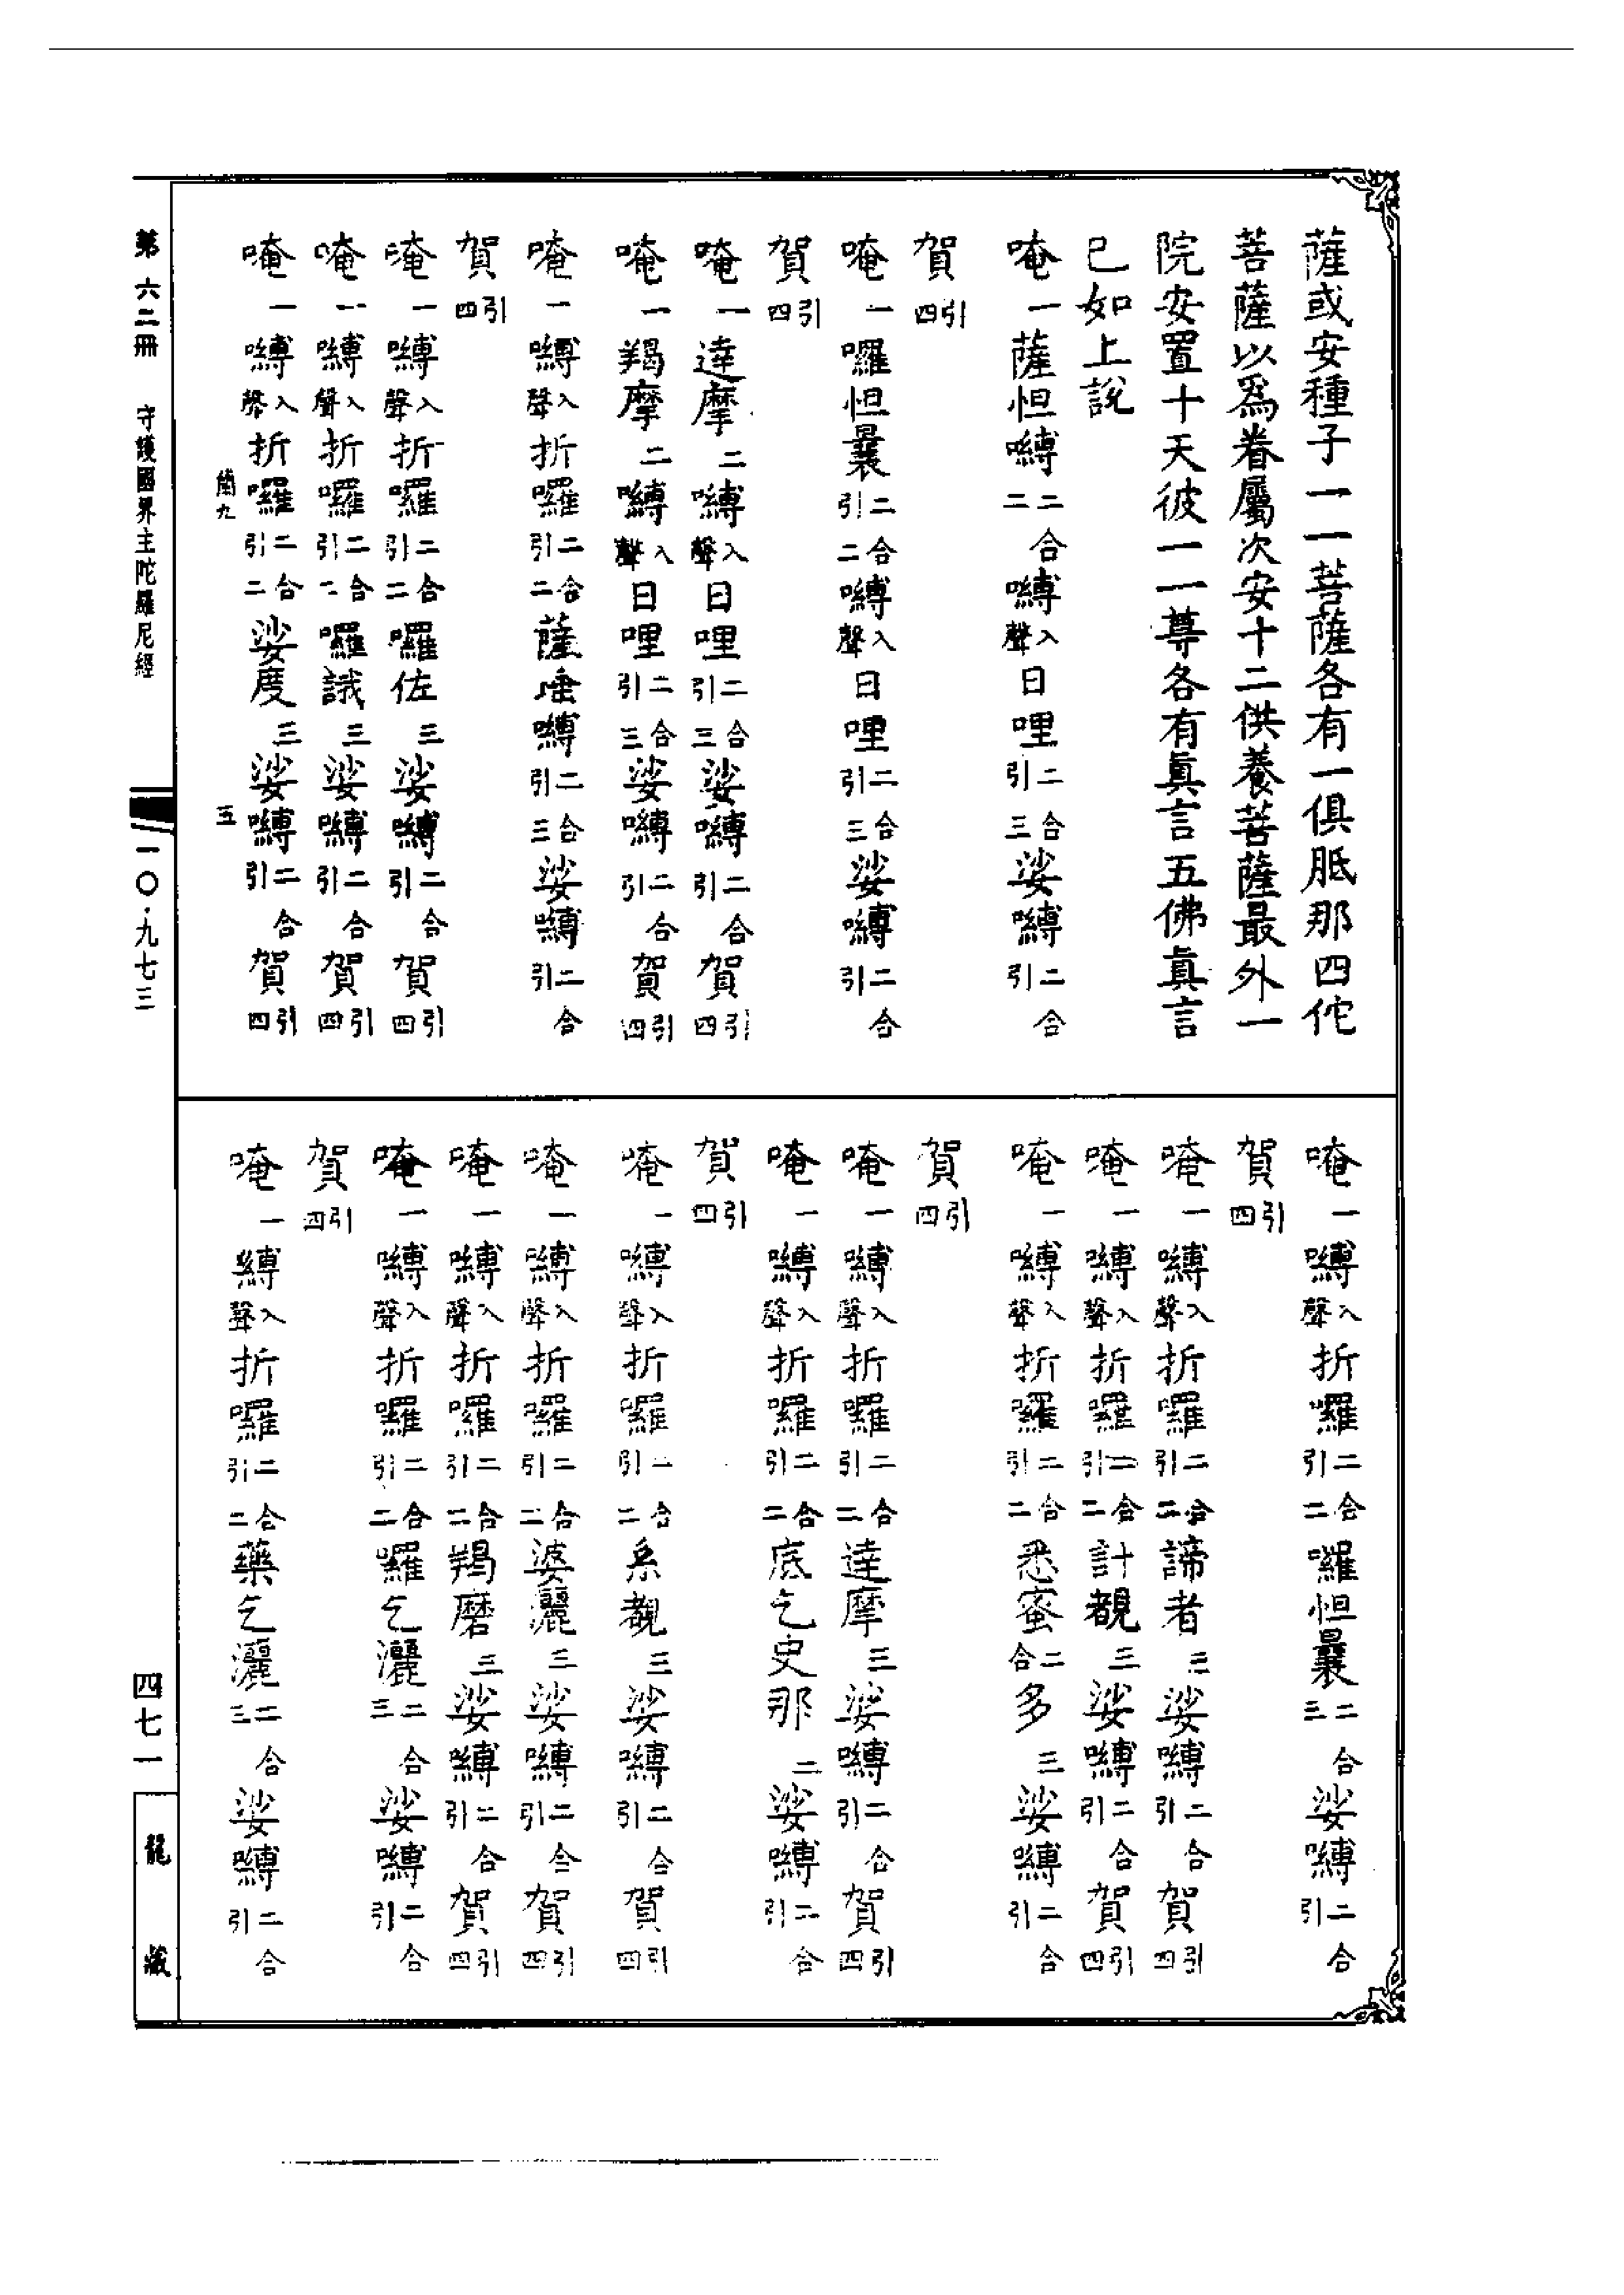 薩或安種子一一菩薩各有一俱胝那四佗
菩薩以爲眷屬次安十二供養菩薩最外一
院安置十天彼一一尊各有眞言五佛眞言
已如上說
唵一薩怛嚩二合二嚩入聲日哩二合引三娑嚩二合引
賀引四
唵一囉怛曩二合引二嚩入聲日哩二合引三娑嚩二合引
賀引四
唵一達摩二嚩入聲日哩二合引三娑嚩二合引賀引四
唵一羯摩二嚩入聲日哩二合引三娑嚩二合引賀引四
唵一嚩入聲折囉二合引二薩埵嚩二合引三娑嚩二合引
賀引四
唵一嚩入聲折囉二合引二囉佐三娑嚩二合引賀引四
唵一嚩入聲折囉二合引二囉誐三娑嚩二合引賀引四
唵一嚩入聲折囉二合引二娑度三娑嚩二合引賀引四
唵一嚩入聲折囉二合引二囉怛曩二合三娑嚩二合引
賀引四
唵一嚩入聲折囉二合引二諦者三娑嚩二合引賀引四
唵一嚩入聲折囉二合引二計覩三娑嚩二合引賀引四
唵一嚩入聲折囉二合引二悉蜜二合多三娑嚩二合引
賀引四
唵一嚩入聲折囉二合引二達摩三娑嚩二合引賀引四
唵一嚩入聲折囉二合引二底乞史那二娑嚩二合引
賀引四
唵一嚩入聲折囉二合引二系覩三娑嚩二合引賀引四
唵一嚩入聲折囉二合引二婆灑三娑嚩二合引賀引四
唵一嚩入聲折囉二合引二羯磨三娑嚩二合引賀引四
唵一嚩入聲折囉二合引二囉乞灑二合三娑嚩二合引
賀引四
唵一嚩入聲折囉二合引二藥乞灑二合三娑嚩二合引
第六二冊 守護國界主陀羅尼經
一〇·九七三
四七一
龍藏